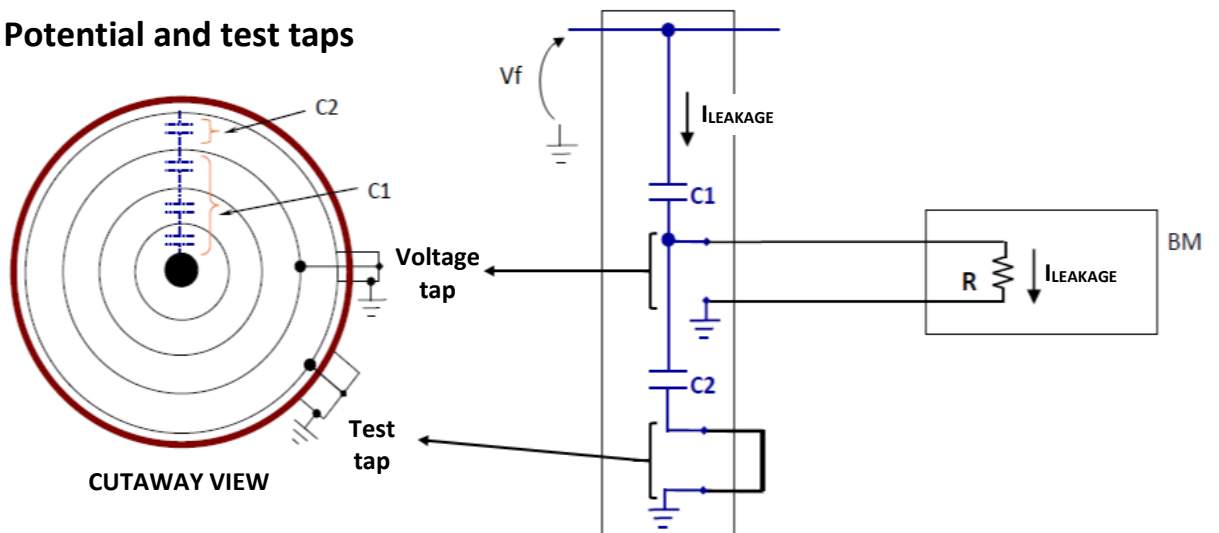 Potential and test taps
C2
C1
Voltage
tap
Test
tap
CUTAWAY VIEW
Vf
ILEAKAGE
C1
C2
R
ILEAKAGE
BM